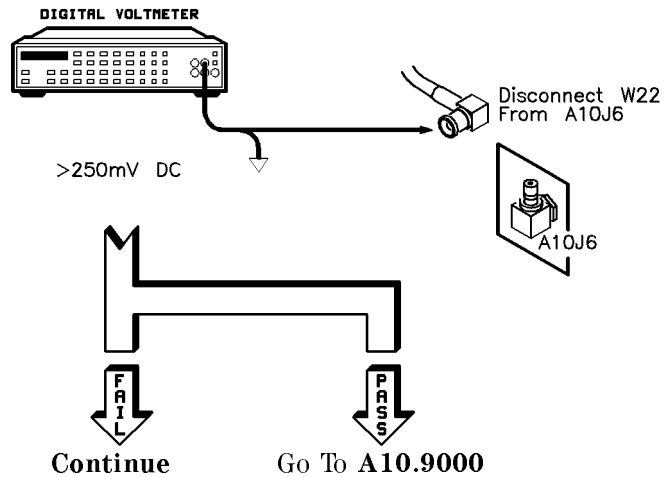 DIGITAL VOLTMETER
Disconnect W22
From A10J6
>250mV DC
A10J6
FAIL
PASS
Continue
Go To A10.9000